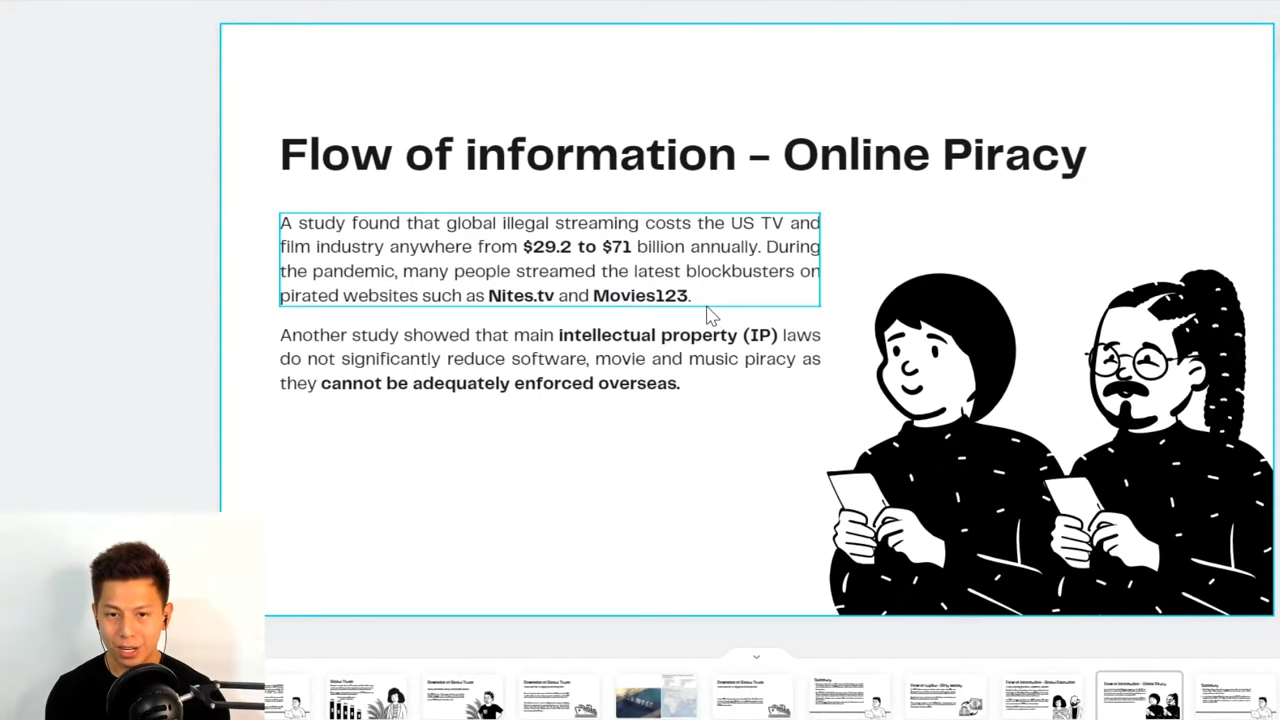 Flow of information - Online Piracy
A study found that global illegal streaming costs the US TV and
film industry anywhere from $29.2 to $71 billion annually. During
the pandemic, many people streamed the latest blockbusters on
pirated websites such as Nites.tv and Movies123.
Another study showed that main intellectual property (IP) laws
do not significantly reduce software, movie and music piracy as
they cannot be adequately enforced overseas.